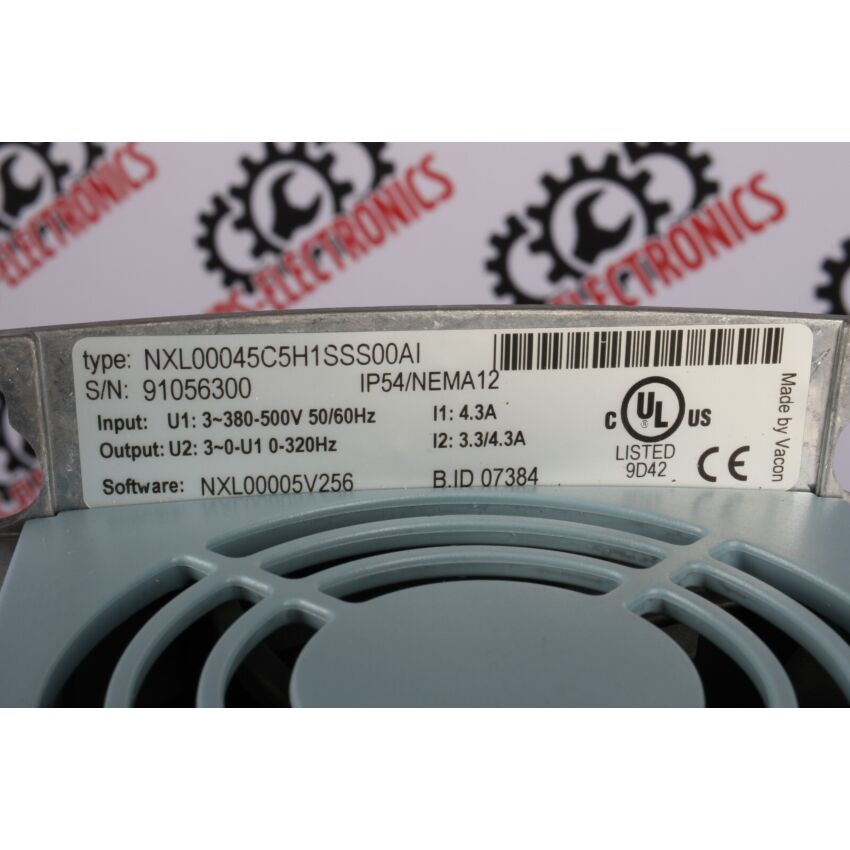 -ELECTRONICS
PS-ELECTRONICS
S-ELECTRONICS
type: NXL00045C5H1SSS00AI
S/N: 91056300 IP54/NEMA12
Input: U1: 3~380-500V 50/60Hz I1: 4.3A
Output: U2: 3~0-U1 0-320Hz I2: 3.3/4.3A
Software: NXL00005V256 B.ID 07384
C UL ® US
LISTED
9D42
CE
Made by Vacon